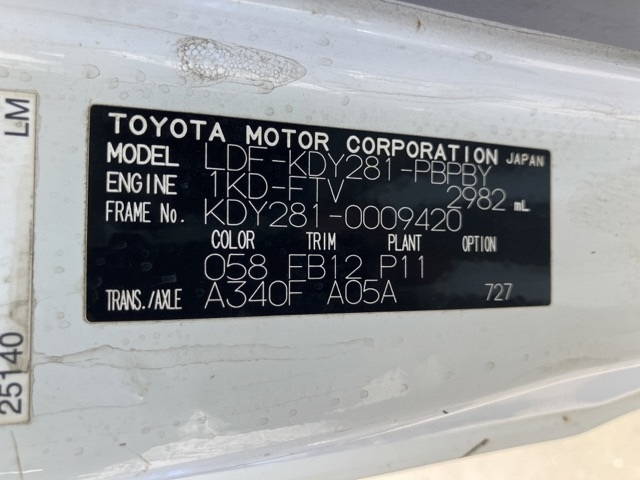 TOYOTA MOTOR CORPORATION JAPAN
MODEL LDF-KDY281-PBPBY
ENGINE 1KD-FTV 2982 mL
FRAME No. KDY281-0009420
COLOR TRIM PLANT OPTION
058 FB12 P11
TRANS./AXLE A340F A05A 727
LM
25140